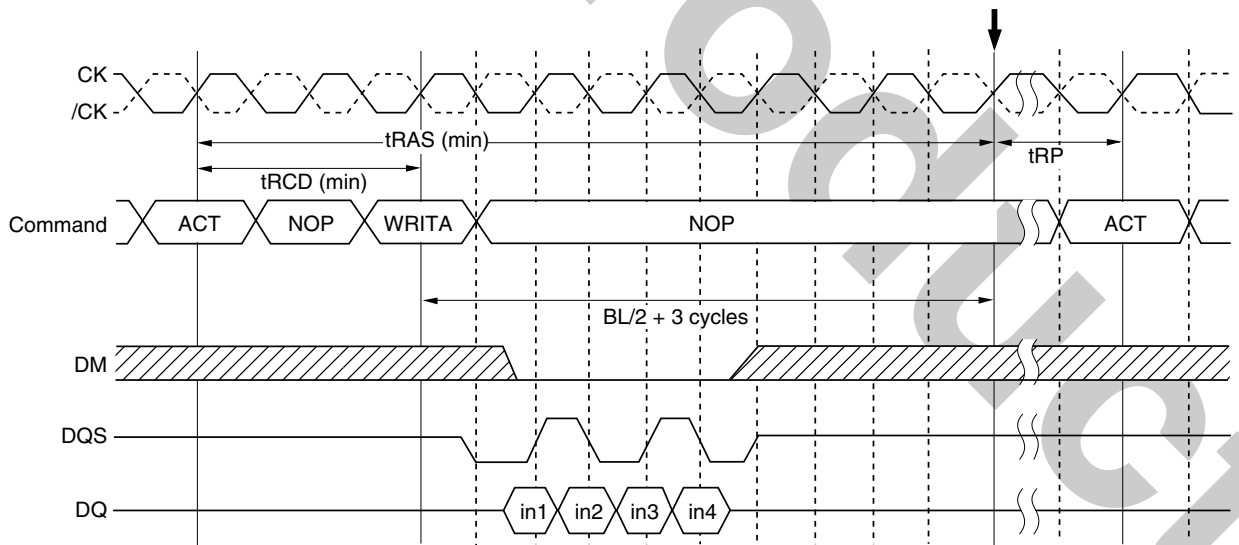 CK
/CK
tRAS (min)
tRP
tRCD (min)
Command ACT NOP WRITA NOP ACT
BL/2 + 3 cycles
DM
DQS
DQ in1 in2 in3 in4